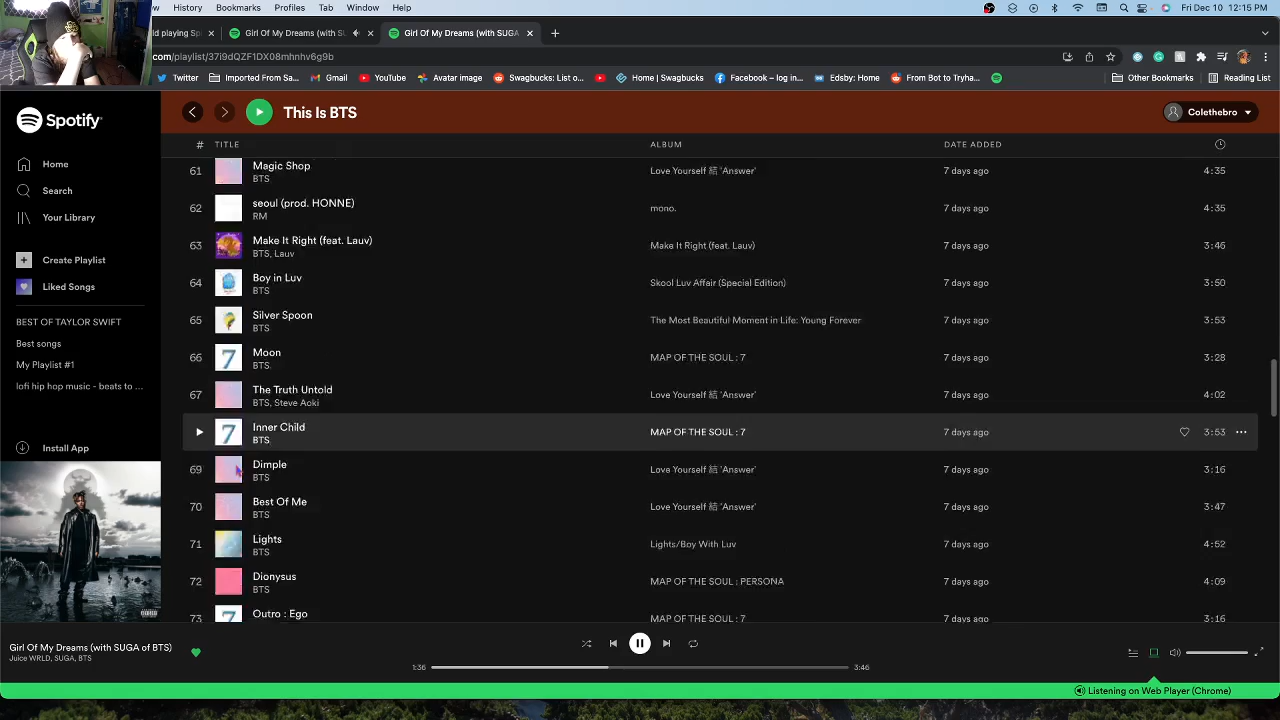 History Bookmarks Profiles Tab Window Help
Fri Dec 10 12:15 PM
ld playing Spo
Girl Of My Dreams (with SU
Girl Of My Dreams (with SUGA
com/playlist/37i9dQZF1DX08mhnhv6g9b
Twitter
Imported From Sa...
Gmail
YouTube
Avatar image
Swagbucks: List o...
Home | Swagbucks
Facebook – log in...
Edsby: Home
From Bot to Tryha...
Other Bookmarks
Reading List
Spotify
This Is BTS
Colethebro
# TITLE ALBUM DATE ADDED
Home
Search
Your Library
Create Playlist
Liked Songs
BEST OF TAYLOR SWIFT
Best songs
My Playlist #1
lofi hip hop music - beats to ...
Install App
61 Magic Shop Love Yourself 結 'Answer' 7 days ago 4:35
BTS
62 seoul (prod. HONNE) mono. 7 days ago 4:35
RM
63 Make It Right (feat. Lauv) Make It Right (feat. Lauv) 7 days ago 3:46
BTS, Lauv
64 Boy in Luv Skool Luv Affair (Special Edition) 7 days ago 3:50
BTS
65 Silver Spoon The Most Beautiful Moment in Life: Young Forever 7 days ago 3:53
BTS
66 Moon MAP OF THE SOUL : 7 7 days ago 3:28
BTS
67 The Truth Untold Love Yourself 結 'Answer' 7 days ago 4:02
BTS, Steve Aoki
Inner Child MAP OF THE SOUL : 7 7 days ago 3:53
BTS
69 Dimple Love Yourself 結 'Answer' 7 days ago 3:16
BTS
70 Best Of Me Love Yourself 結 'Answer' 7 days ago 3:47
BTS
71 Lights Lights/Boy With Luv 7 days ago 4:52
BTS
72 Dionysus MAP OF THE SOUL : PERSONA 7 days ago 4:09
BTS
73 Outro : Ego MAP OF THE SOUL : 7 7 days ago 3:16
Girl Of My Dreams (with SUGA of BTS)
Juice WRLD, SUGA, BTS
1:36 3:46
Listening on Web Player (Chrome)